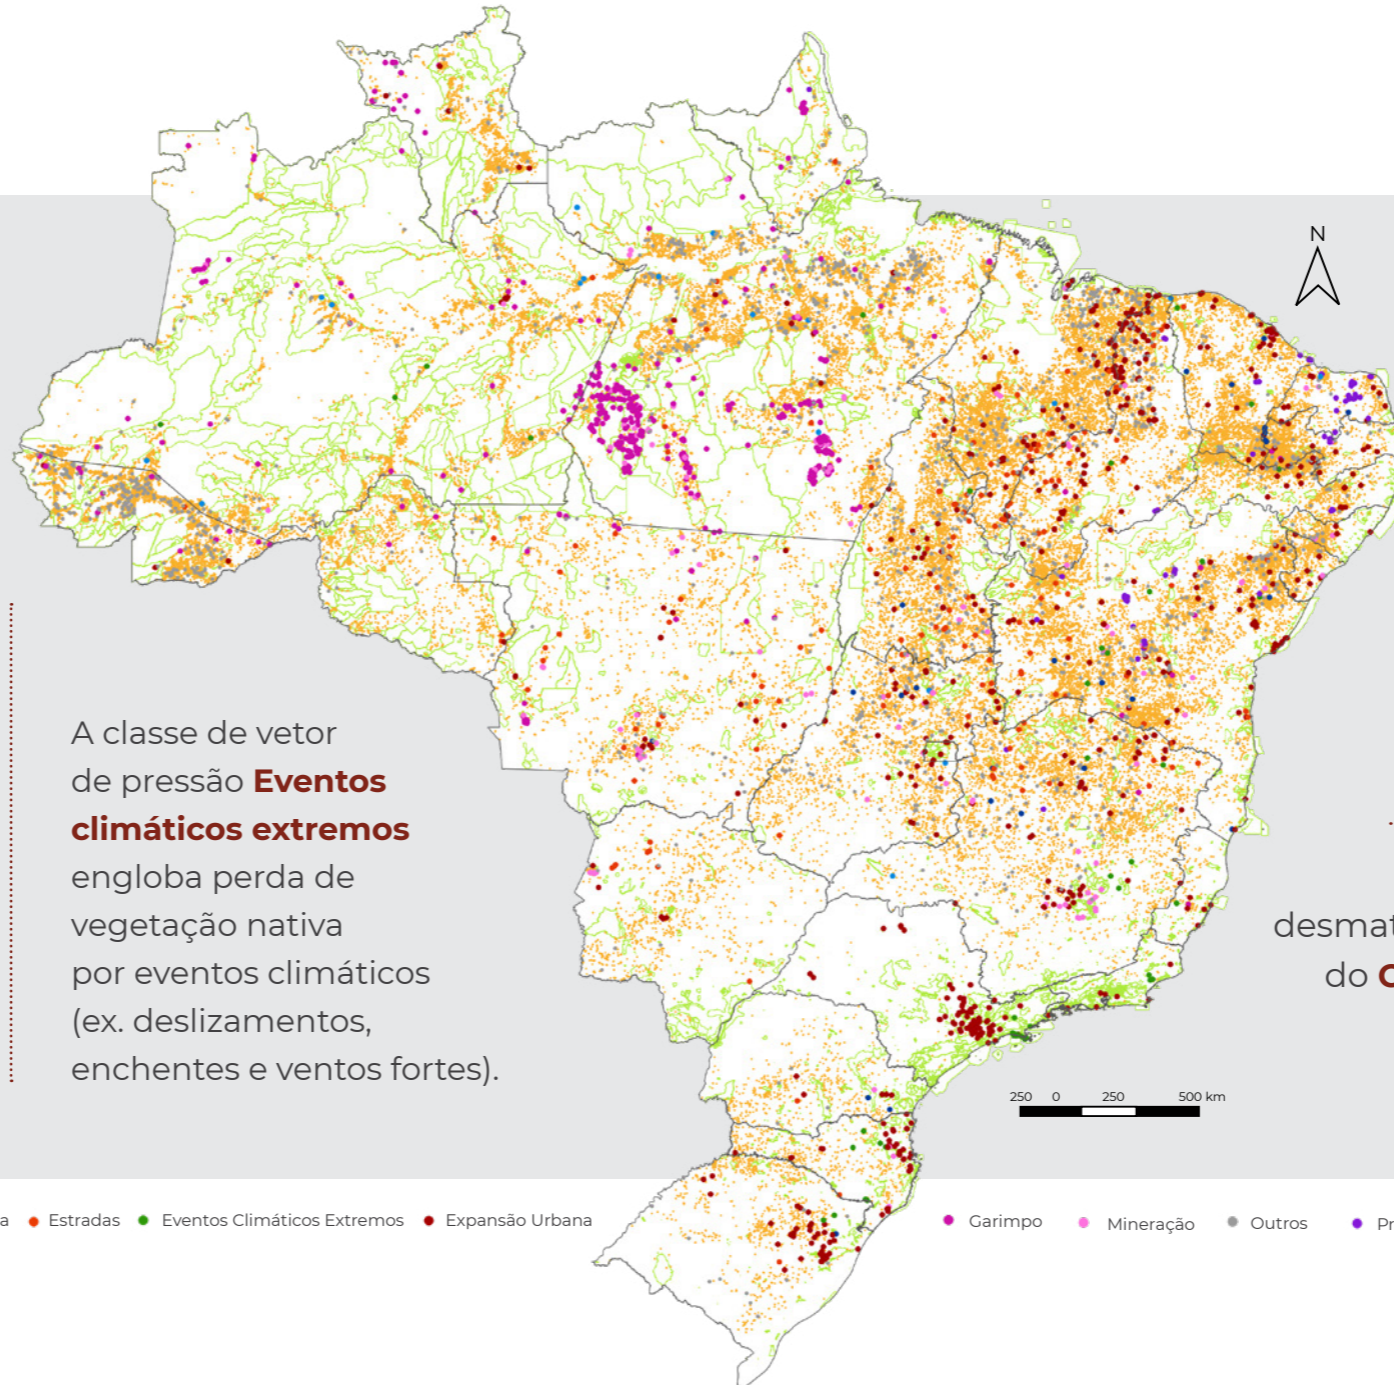 N
A classe de vetor
de pressão Eventos
climáticos extremos
engloba perda de
vegetação nativa
por eventos climáticos
(ex. deslizamentos,
enchentes e ventos fortes).
desmat
do
250 0 250 500 km
a Estradas Eventos Climáticos Extremos Expansão Urbana Garimpo Mineração Outros Pr